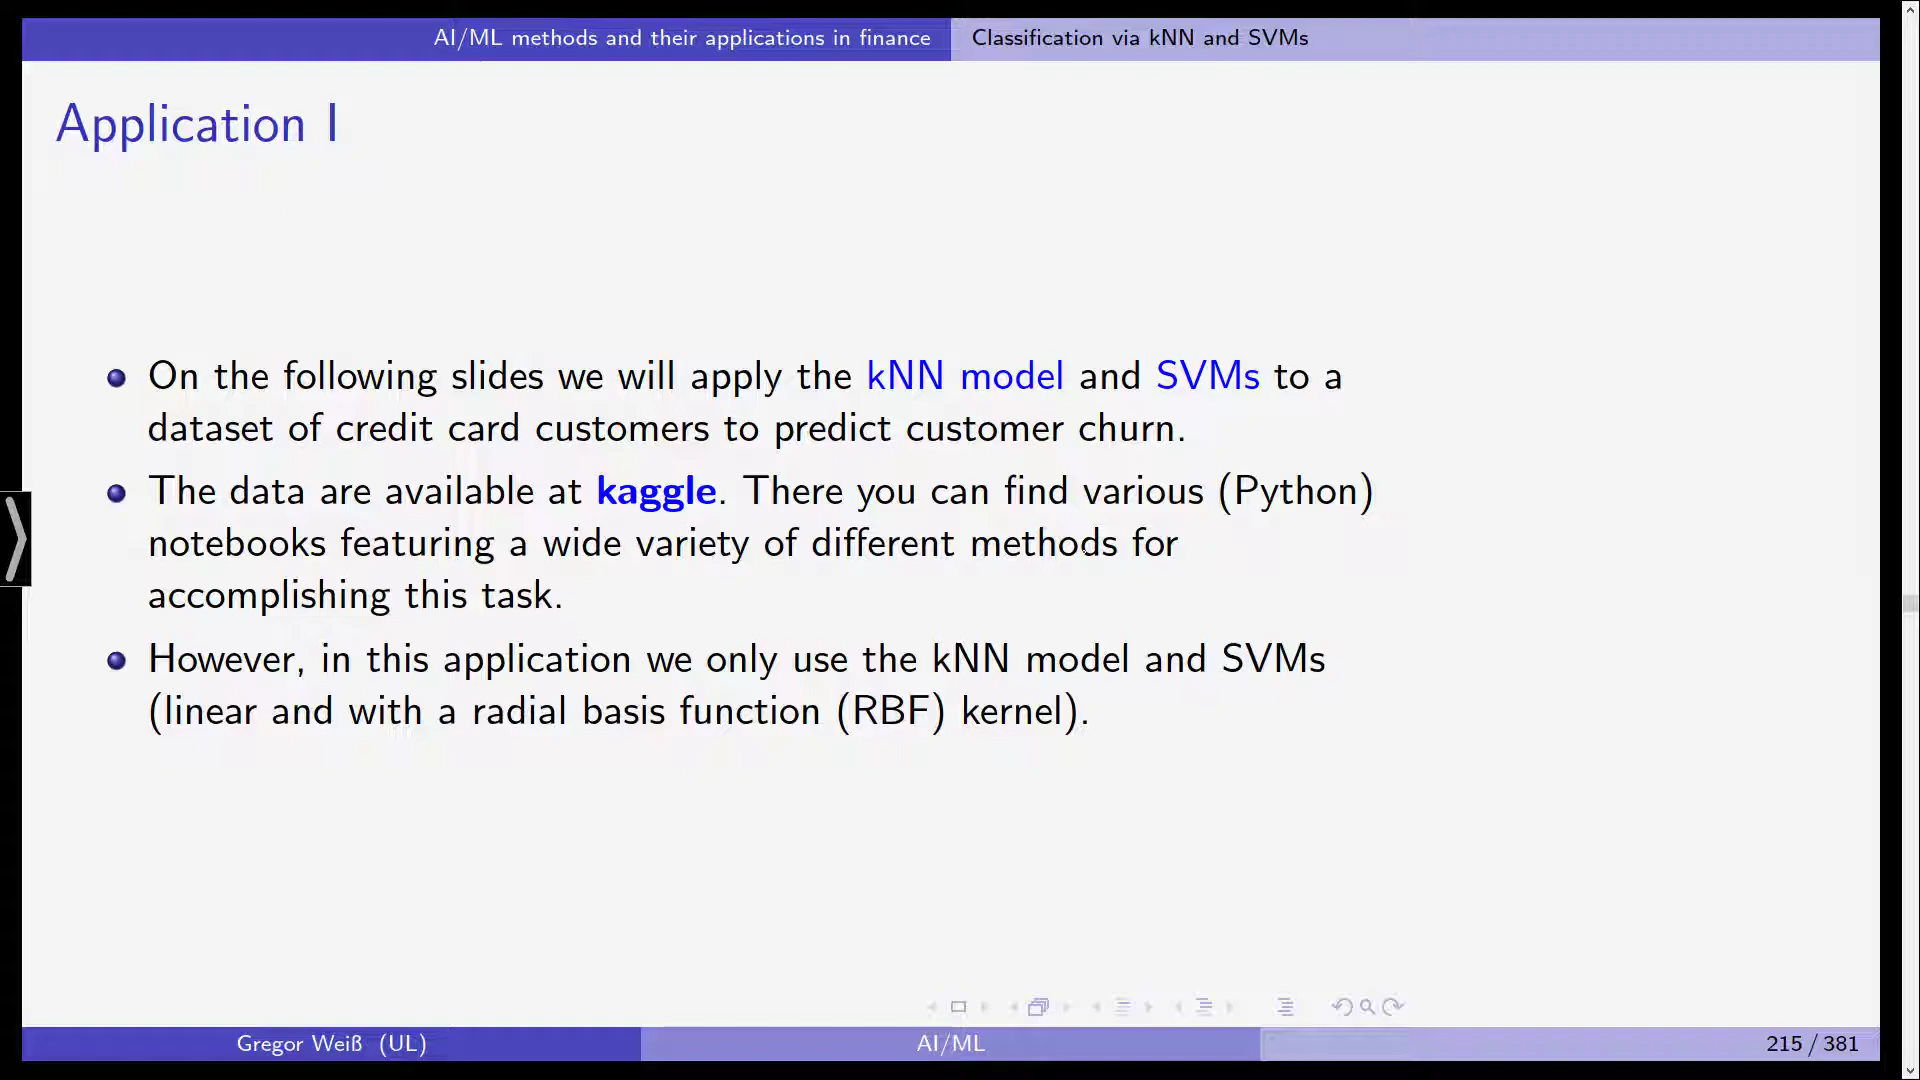 AI/ML methods and their applications in finance Classification via kNN and SVMs
Application I
On the following slides we will apply the kNN model and SVMs to a
dataset of credit card customers to predict customer churn.
The data are available at kaggle. There you can find various (Python)
notebooks featuring a wide variety of different methods for
accomplishing this task.
However, in this application we only use the kNN model and SVMs
(linear and with a radial basis function (RBF) kernel).
Gregor Weiß (UL) AI/ML 215 / 381